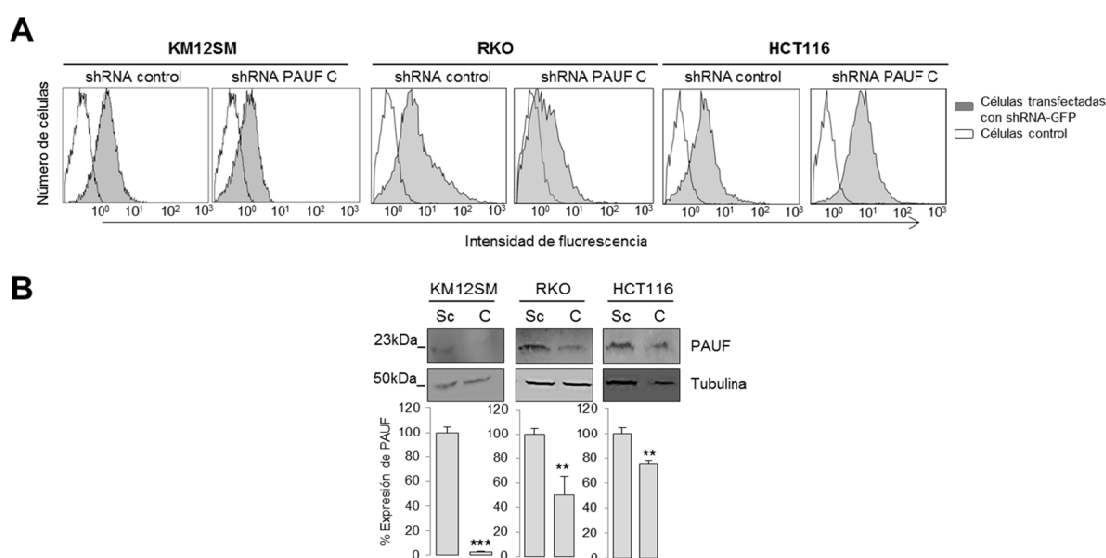 A
KM12SM RKO HCT116
shRNA control shRNA PAUF C shRNA control shRNA PAUF C shRNA control shRNA PAUF C
Número de células
Células transfectadas
con shRNA-GFP
Células control
10⁰ 10¹ 10² 10³ 10⁰ 10¹ 10² 10³ 10⁰ 10¹ 10² 10³ 10⁰ 10¹ 10² 10³ 10⁰ 10¹ 10² 10³ 10⁰ 10¹ 10² 10³
Intensidad de flucrescencia
B
KM12SM RKO HCT116
Sc C Sc C Sc C
23kDa_ PAUF
50kDa_ Tubulina
% Expresión de PAUF
120 120 120
100 100 100
80 80 80
60 60 60
40 40 40
20 20 20
0 0 0
*** ** **